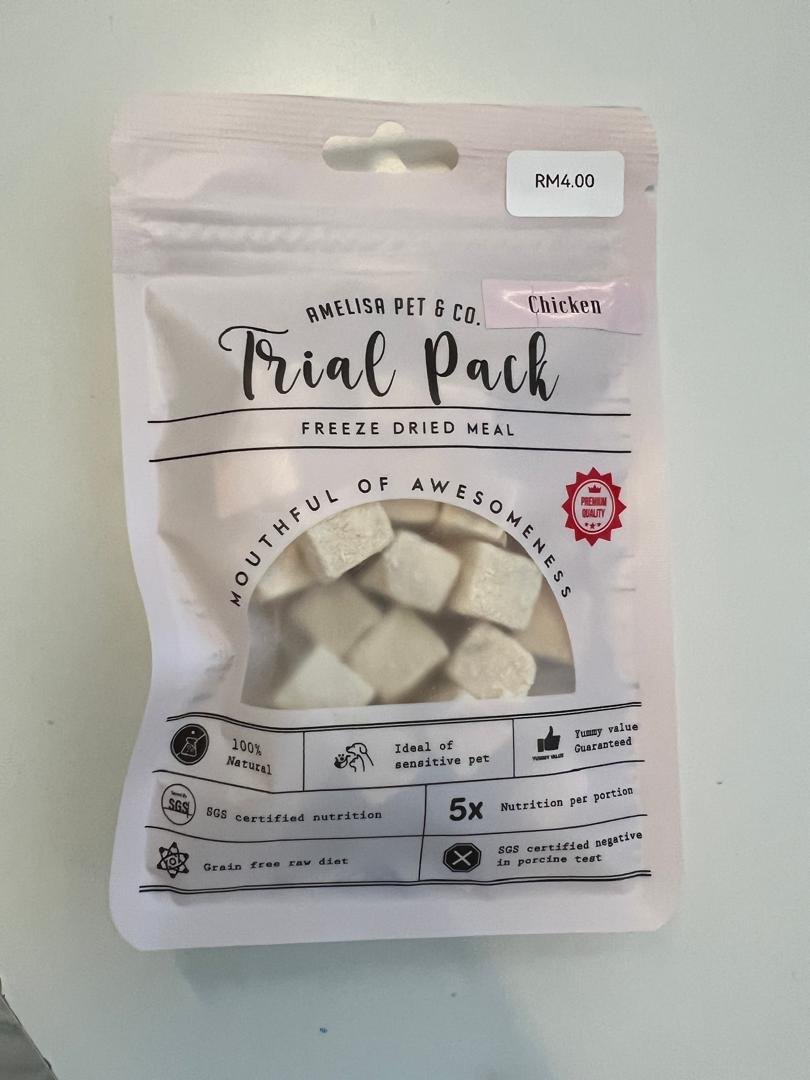 RM4.00
AMELISA PET & CO.
Chicken
Trial Pack
FREEZE DRIED MEAL
MOUTHFUL OF AWESOMENESS
PREMIUM
QUALITY
100%
Natural
Ideal of
sensitive pet
YUMMY VALUE
Yummy value
Guaranteed
SGS
SGS certified nutrition
5x
Nutrition per portion
Grain free raw diet
SGS certified negative
in porcine test